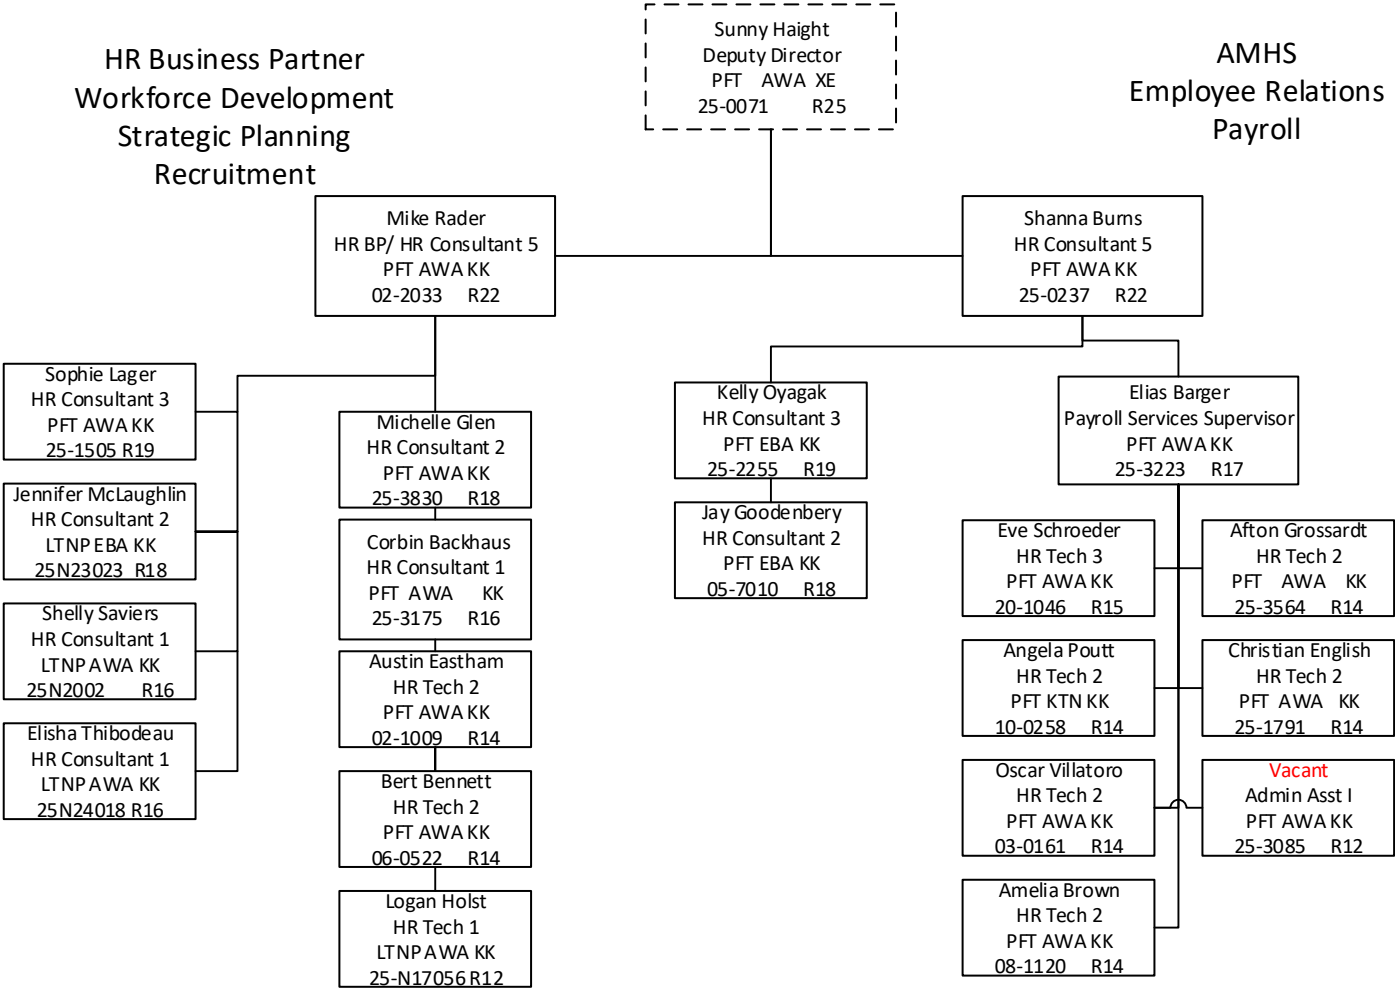 HR Business Partner
Workforce Development
Strategic Planning
Recruitment
Sunny Haight
Deputy Director
PFT AWA XE
25-0071 R25
AMHS
Employee Relations
Payroll
Mike Rader
HR BP/ HR Consultant 5
PFT AWA KK
02-2033 R22
Shanna Burns
HR Consultant 5
PFT AWA KK
25-0237 R22
Sophie Lager
HR Consultant 3
PFT AWA KK
25-1505 R19
Jennifer McLaughlin
HR Consultant 2
LTNP EBA KK
25N23023 R18
Shelly Saviers
HR Consultant 1
LTNP AWA KK
25N2002 R16
Elisha Thibodeau
HR Consultant 1
LTNP AWA KK
25N24018 R16
Michelle Glen
HR Consultant 2
PFT AWA KK
25-3830 R18
Corbin Backhaus
HR Consultant 1
PFT AWA KK
25-3175 R16
Austin Eastham
HR Tech 2
PFT AWA KK
02-1009 R14
Bert Bennett
HR Tech 2
PFT AWA KK
06-0522 R14
Logan Holst
HR Tech 1
LTNP AWA KK
25-N17056 R12
Kelly Oyagak
HR Consultant 3
PFT EBA KK
25-2255 R19
Jay Goodenbery
HR Consultant 2
PFT EBA KK
05-7010 R18
Elias Barger
Payroll Services Supervisor
PFT AWA KK
25-3223 R17
Eve Schroeder
HR Tech 3
PFT AWA KK
20-1046 R15
Afton Grossardt
HR Tech 2
PFT AWA KK
25-3564 R14
Angela Poutt
HR Tech 2
PFT KTN KK
10-0258 R14
Christian English
HR Tech 2
PFT AWA KK
25-1791 R14
Oscar Villatoro
HR Tech 2
PFT AWA KK
03-0161 R14
Vacant
Admin Asst I
PFT AWA KK
25-3085 R12
Amelia Brown
HR Tech 2
PFT AWA KK
08-1120 R14